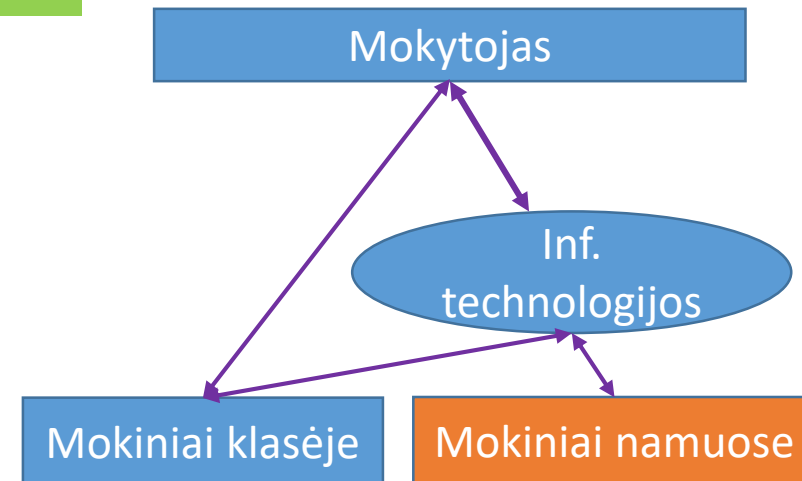 Mokytojas
Inf.
technologijos
Mokiniai klasėje
Mokiniai namuose